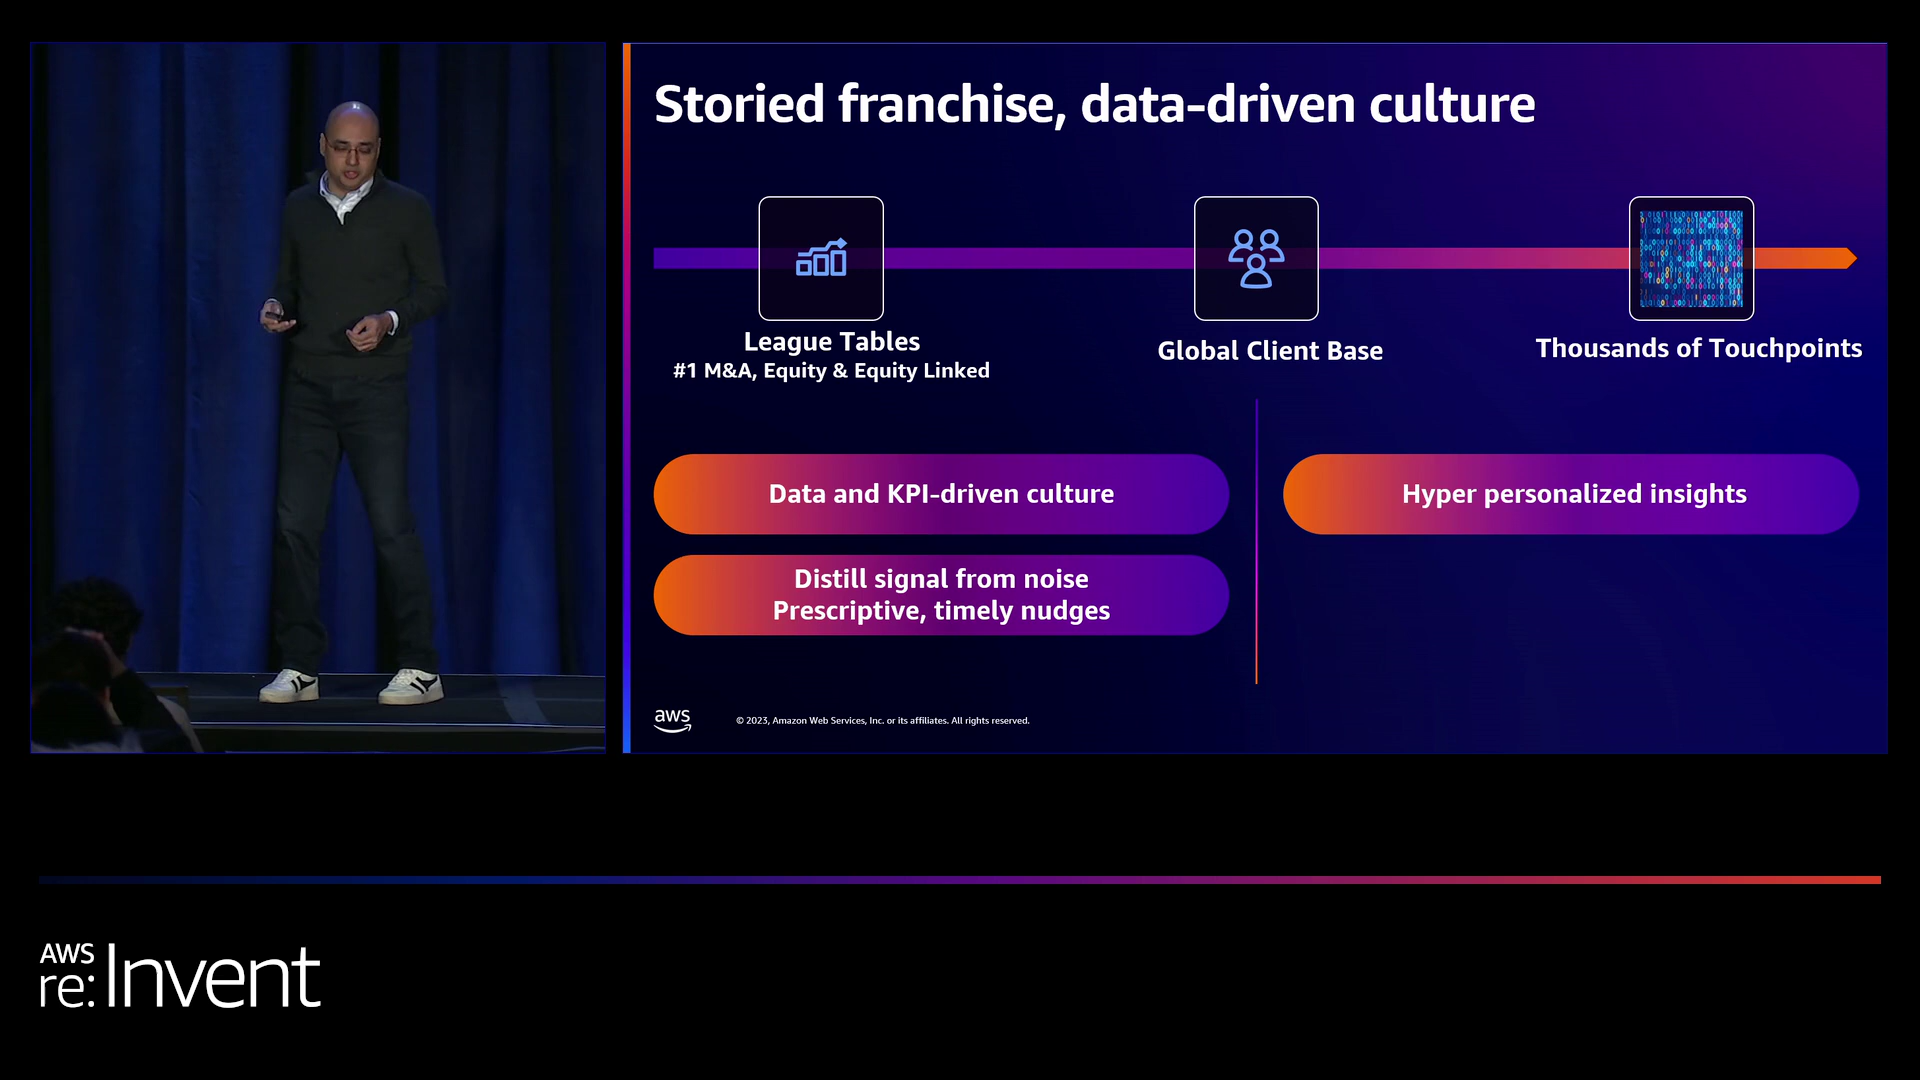 Storied franchise, data-driven culture
League Tables
#1 M&A, Equity & Equity Linked
Global Client Base
Thousands of Touchpoints
Data and KPI-driven culture
Hyper personalized insights
Distill signal from noise
Prescriptive, timely nudges
aws
© 2023, Amazon Web Services, Inc. or its affiliates. All rights reserved.
AWS
re:Invent